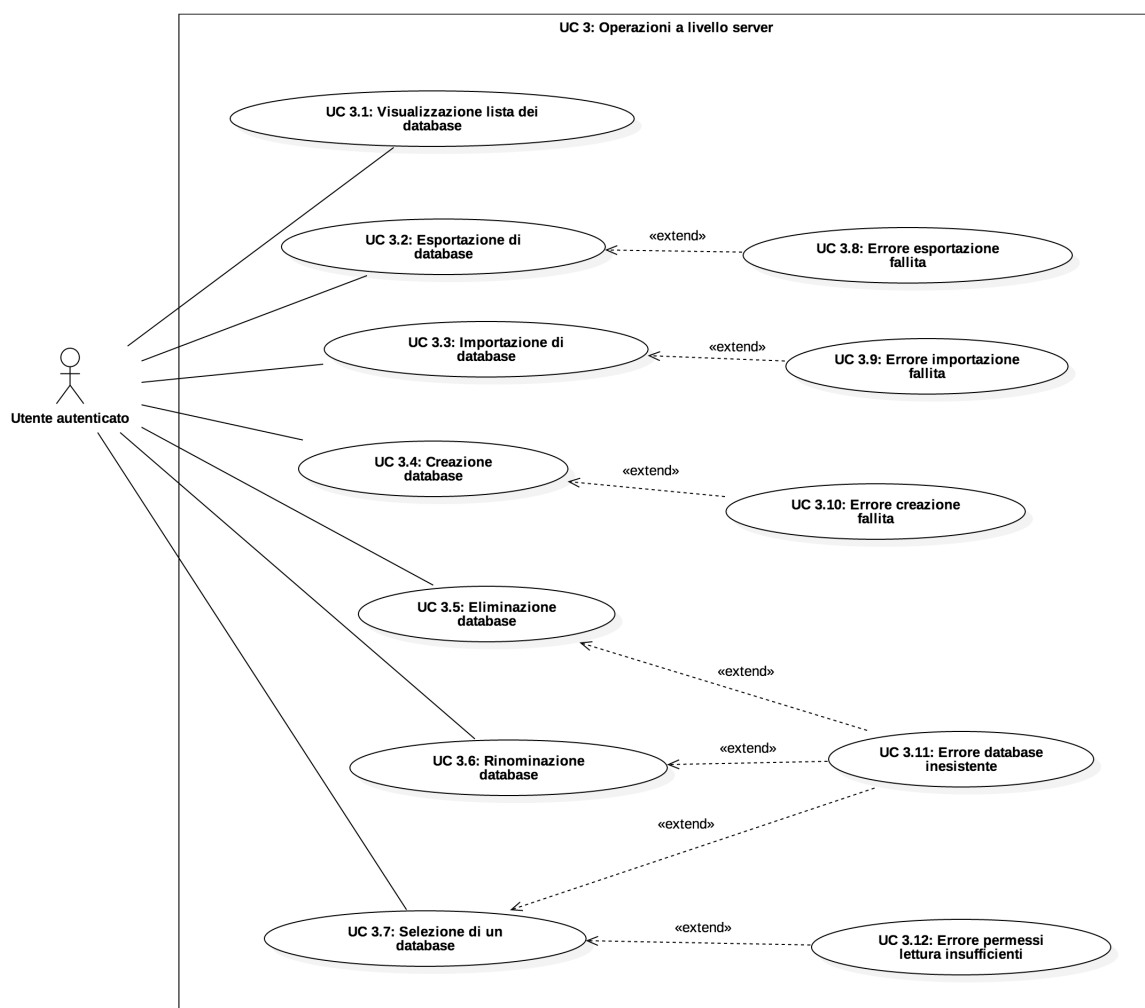 UC 3: Operazioni a livello server
UC 3.1: Visualizzazione lista dei
database
UC 3.2: Esportazione di
database
«extend»
UC 3.8: Errore esportazione
fallita
UC 3.3: Importazione di
database
«extend»
UC 3.9: Errore importazione
fallita
Utente autenticato
UC 3.4: Creazione
database
«extend»
UC 3.10: Errore creazione
fallita
UC 3.5: Eliminazione
database
«extend»
UC 3.6: Rinominazione
database
«extend»
UC 3.11: Errore database
inesistente
«extend»
UC 3.7: Selezione di un
database
«extend»
UC 3.12: Errore permessi
lettura insufficienti